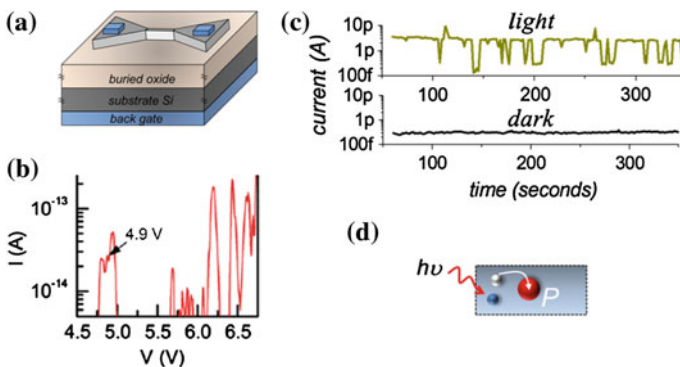 (a)
buried oxide
substrate Si
back gate
(b)
I (A)
10⁻¹³
10⁻¹⁴
4.9 V
4.5 5.0 5.5 6.0 6.5
V (V)
(c)
current (A)
light
10p
1p
100f
100 200 300
dark
10p
1p
100f
100 200 300
time (seconds)
(d)
hν
P